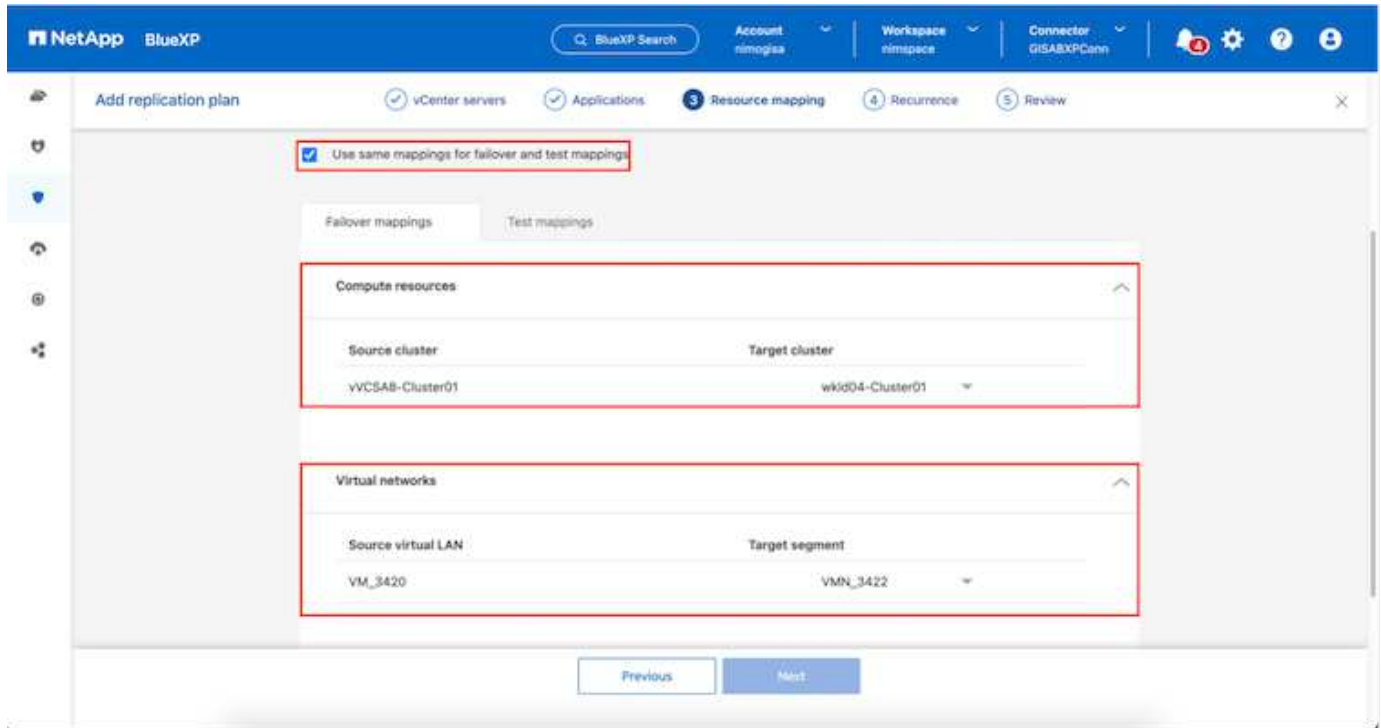 NetApp BlueXP
BlueXP Search
Account
nimogisa
Workspace
nimspace
Connector
GISABXPConn
4
Add replication plan
vCenter servers
Applications
3 Resource mapping
4 Recurrence
5 Review
Use same mappings for failover and test mappings
Failover mappings
Test mappings
Compute resources
Source cluster
Target cluster
vVCSA8-Cluster01
wkld04-Cluster01
Virtual networks
Source virtual LAN
Target segment
VM_3420
VMN_3422
Previous
Next